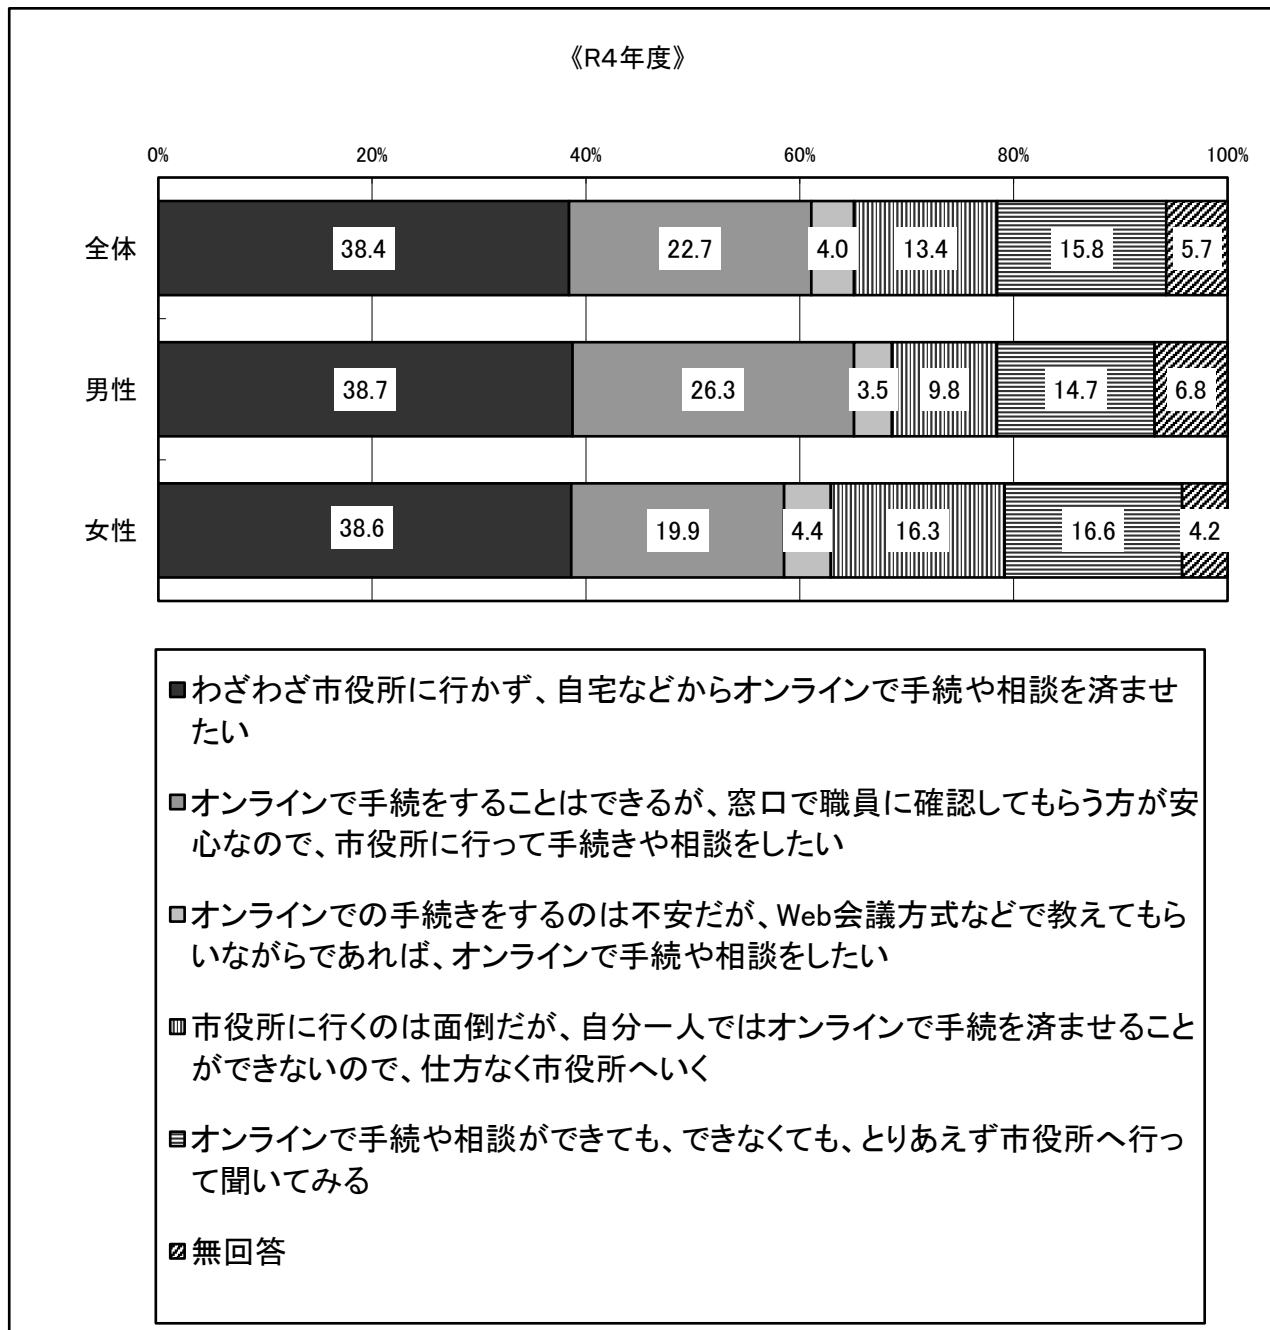 《R4年度》
0% 20% 40% 60% 80% 100%
全体 38.4 22.7 4.0 13.4 15.8 5.7
男性 38.7 26.3 3.5 9.8 14.7 6.8
女性 38.6 19.9 4.4 16.3 16.6 4.2
わざわざ市役所に行かず、自宅などからオンラインで手続や相談を済ませ
たい
オンラインで手続をすることはできるが、窓口で職員に確認してもらう方が安
心なので、市役所に行って手続きや相談をしたい
オンラインでの手続きをするのは不安だが、Web会議方式などで教えてもら
いながらであれば、オンラインで手続や相談をしたい
市役所に行くのは面倒だが、自分一人ではオンラインで手続を済ませること
ができないので、仕方なく市役所へいく
オンラインで手続や相談ができても、できなくても、とりあえず市役所へ行っ
て聞いてみる
無回答